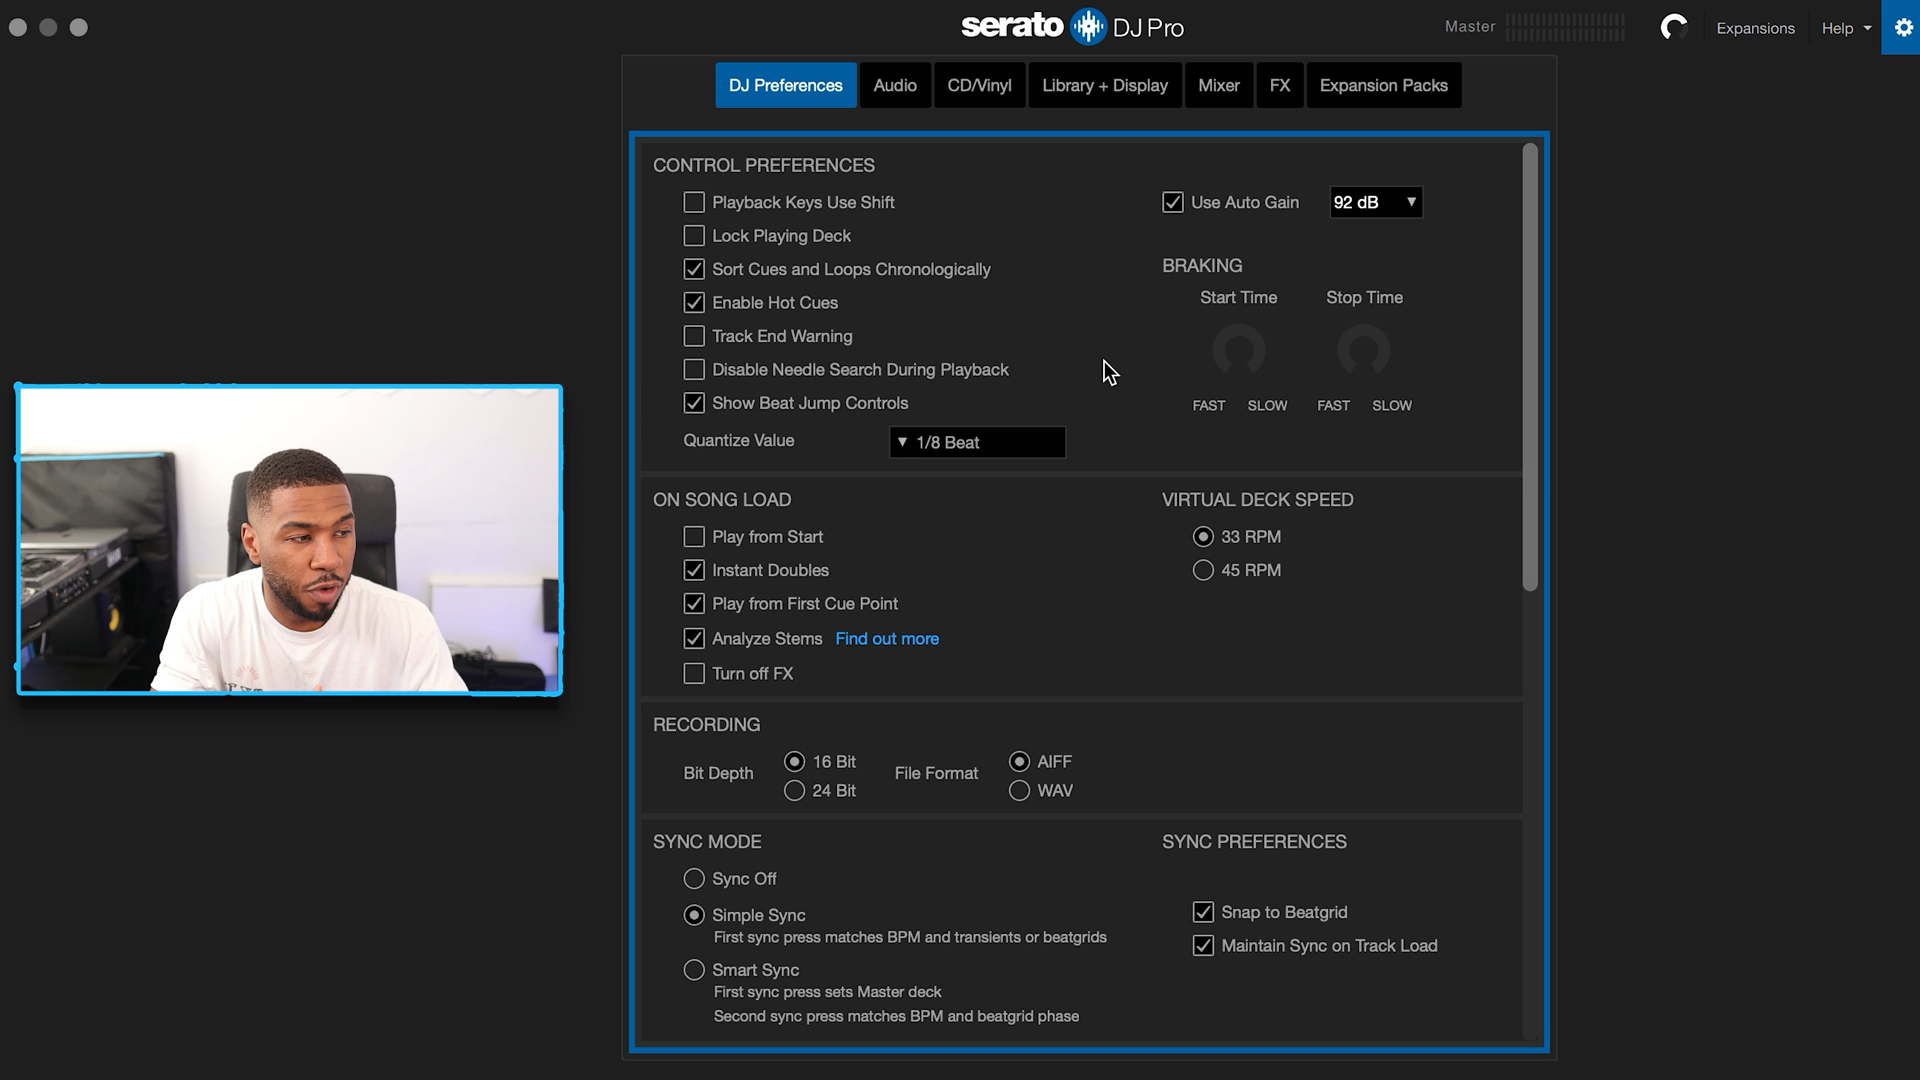 serato DJ Pro
Master
Expansions
Help
DJ Preferences
Audio
CD/Vinyl
Library + Display
Mixer
FX
Expansion Packs
CONTROL PREFERENCES
Playback Keys Use Shift
Lock Playing Deck
Sort Cues and Loops Chronologically
Enable Hot Cues
Track End Warning
Disable Needle Search During Playback
Show Beat Jump Controls
Quantize Value
1/8 Beat
Use Auto Gain
92 dB
BRAKING
Start Time
Stop Time
FAST SLOW
FAST SLOW
ON SONG LOAD
Play from Start
Instant Doubles
Play from First Cue Point
Analyze Stems Find out more
Turn off FX
VIRTUAL DECK SPEED
33 RPM
45 RPM
RECORDING
Bit Depth
16 Bit
24 Bit
File Format
AIFF
WAV
SYNC MODE
Sync Off
Simple Sync
First sync press matches BPM and transients or beatgrids
Smart Sync
First sync press sets Master deck
Second sync press matches BPM and beatgrid phase
SYNC PREFERENCES
Snap to Beatgrid
Maintain Sync on Track Load